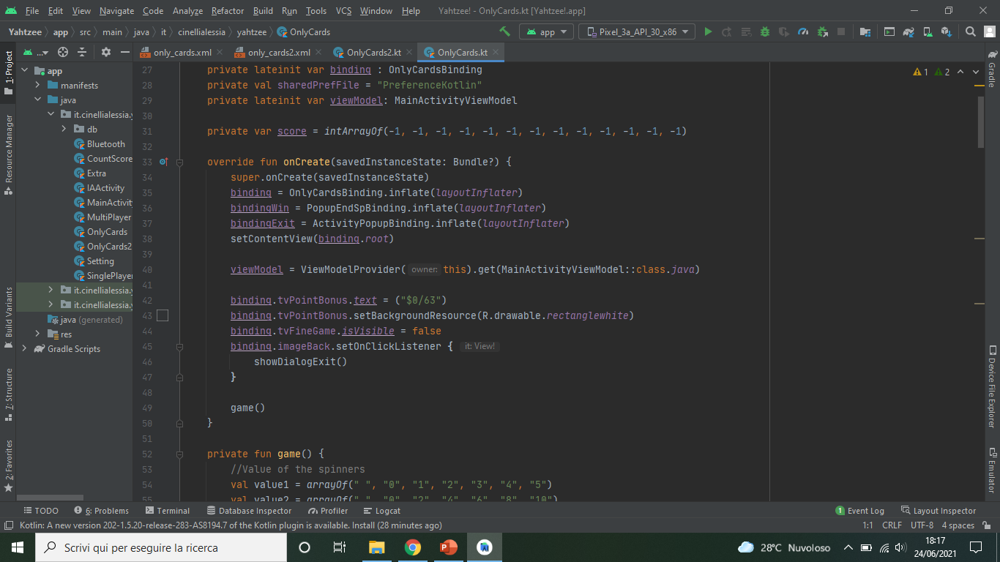 File Edit View Navigate Code Analyze Refactor Build Run Tools VCS Window Help Yahtzee! - OnlyCards.kt [Yahtzee!.app]
Yahtzee app src main java it cinellialessia yahtzee OnlyCards app Pixel_3a_API_30_x86
...
only_cards.xml only_cards2.xml OnlyCards2.kt OnlyCards.kt
1: Project
Resource Manager
Build Variants
7: Structure
2: Favorites
app
manifests
java
it.cinellialessia.y
db
Bluetooth
CountScore
Extra
IAActivity
MainActivity
MultiPlayer
OnlyCards
OnlyCards2
Setting
SinglePlayer
it.cinellialessia.y
it.cinellialessia.y
java (generated)
res
Gradle Scripts
1 2
27 private lateinit var binding : OnlyCardsBinding
28 private val sharedPrefFile = "PreferenceKotlin"
29 private lateinit var viewModel: MainActivityViewModel
30
31 private var score = intArrayOf(-1, -1, -1, -1, -1, -1, -1, -1, -1, -1, -1, -1, -1)
32
33 override fun onCreate(savedInstanceState: Bundle?) {
34 super.onCreate(savedInstanceState)
35 binding = OnlyCardsBinding.inflate(layoutInflater)
36 bindingWin = PopupEndSpBinding.inflate(layoutInflater)
37 bindingExit = ActivityPopupBinding.inflate(layoutInflater)
38 setContentView(binding.root)
39
40 viewModel = ViewModelProvider( owner: this).get(MainActivityViewModel::class.java)
41
42 binding.tvPointBonus.text = ("$0/63")
43 binding.tvPointBonus.setBackgroundResource(R.drawable.rectanglewhite)
44 binding.tvFineGame.isVisible = false
45 binding.imageBack.setOnClickListener { it: View!
46 showDialogExit()
47 }
48
49 game()
50 }
51
52 private fun game() {
53 //Value of the spinners
54 val value1 = arrayOf(" ", "0", "1", "2", "3", "4", "5")
55 val value2 = arrayOf(" ", "0", "2", "4", "6", "8", "10")
Gradle
Device File Explorer
Emulator
TODO 6: Problems Terminal Database Inspector Profiler Logcat 1 Event Log Layout Inspector
Kotlin: A new version 202-1.5.20-release-283-AS8194.7 of the Kotlin plugin is available. Install (28 minutes ago) 1:1 CRLF UTF-8 4 spaces
Scrivi qui per eseguire la ricerca 28°C Nuvoloso 18:17
24/06/2021